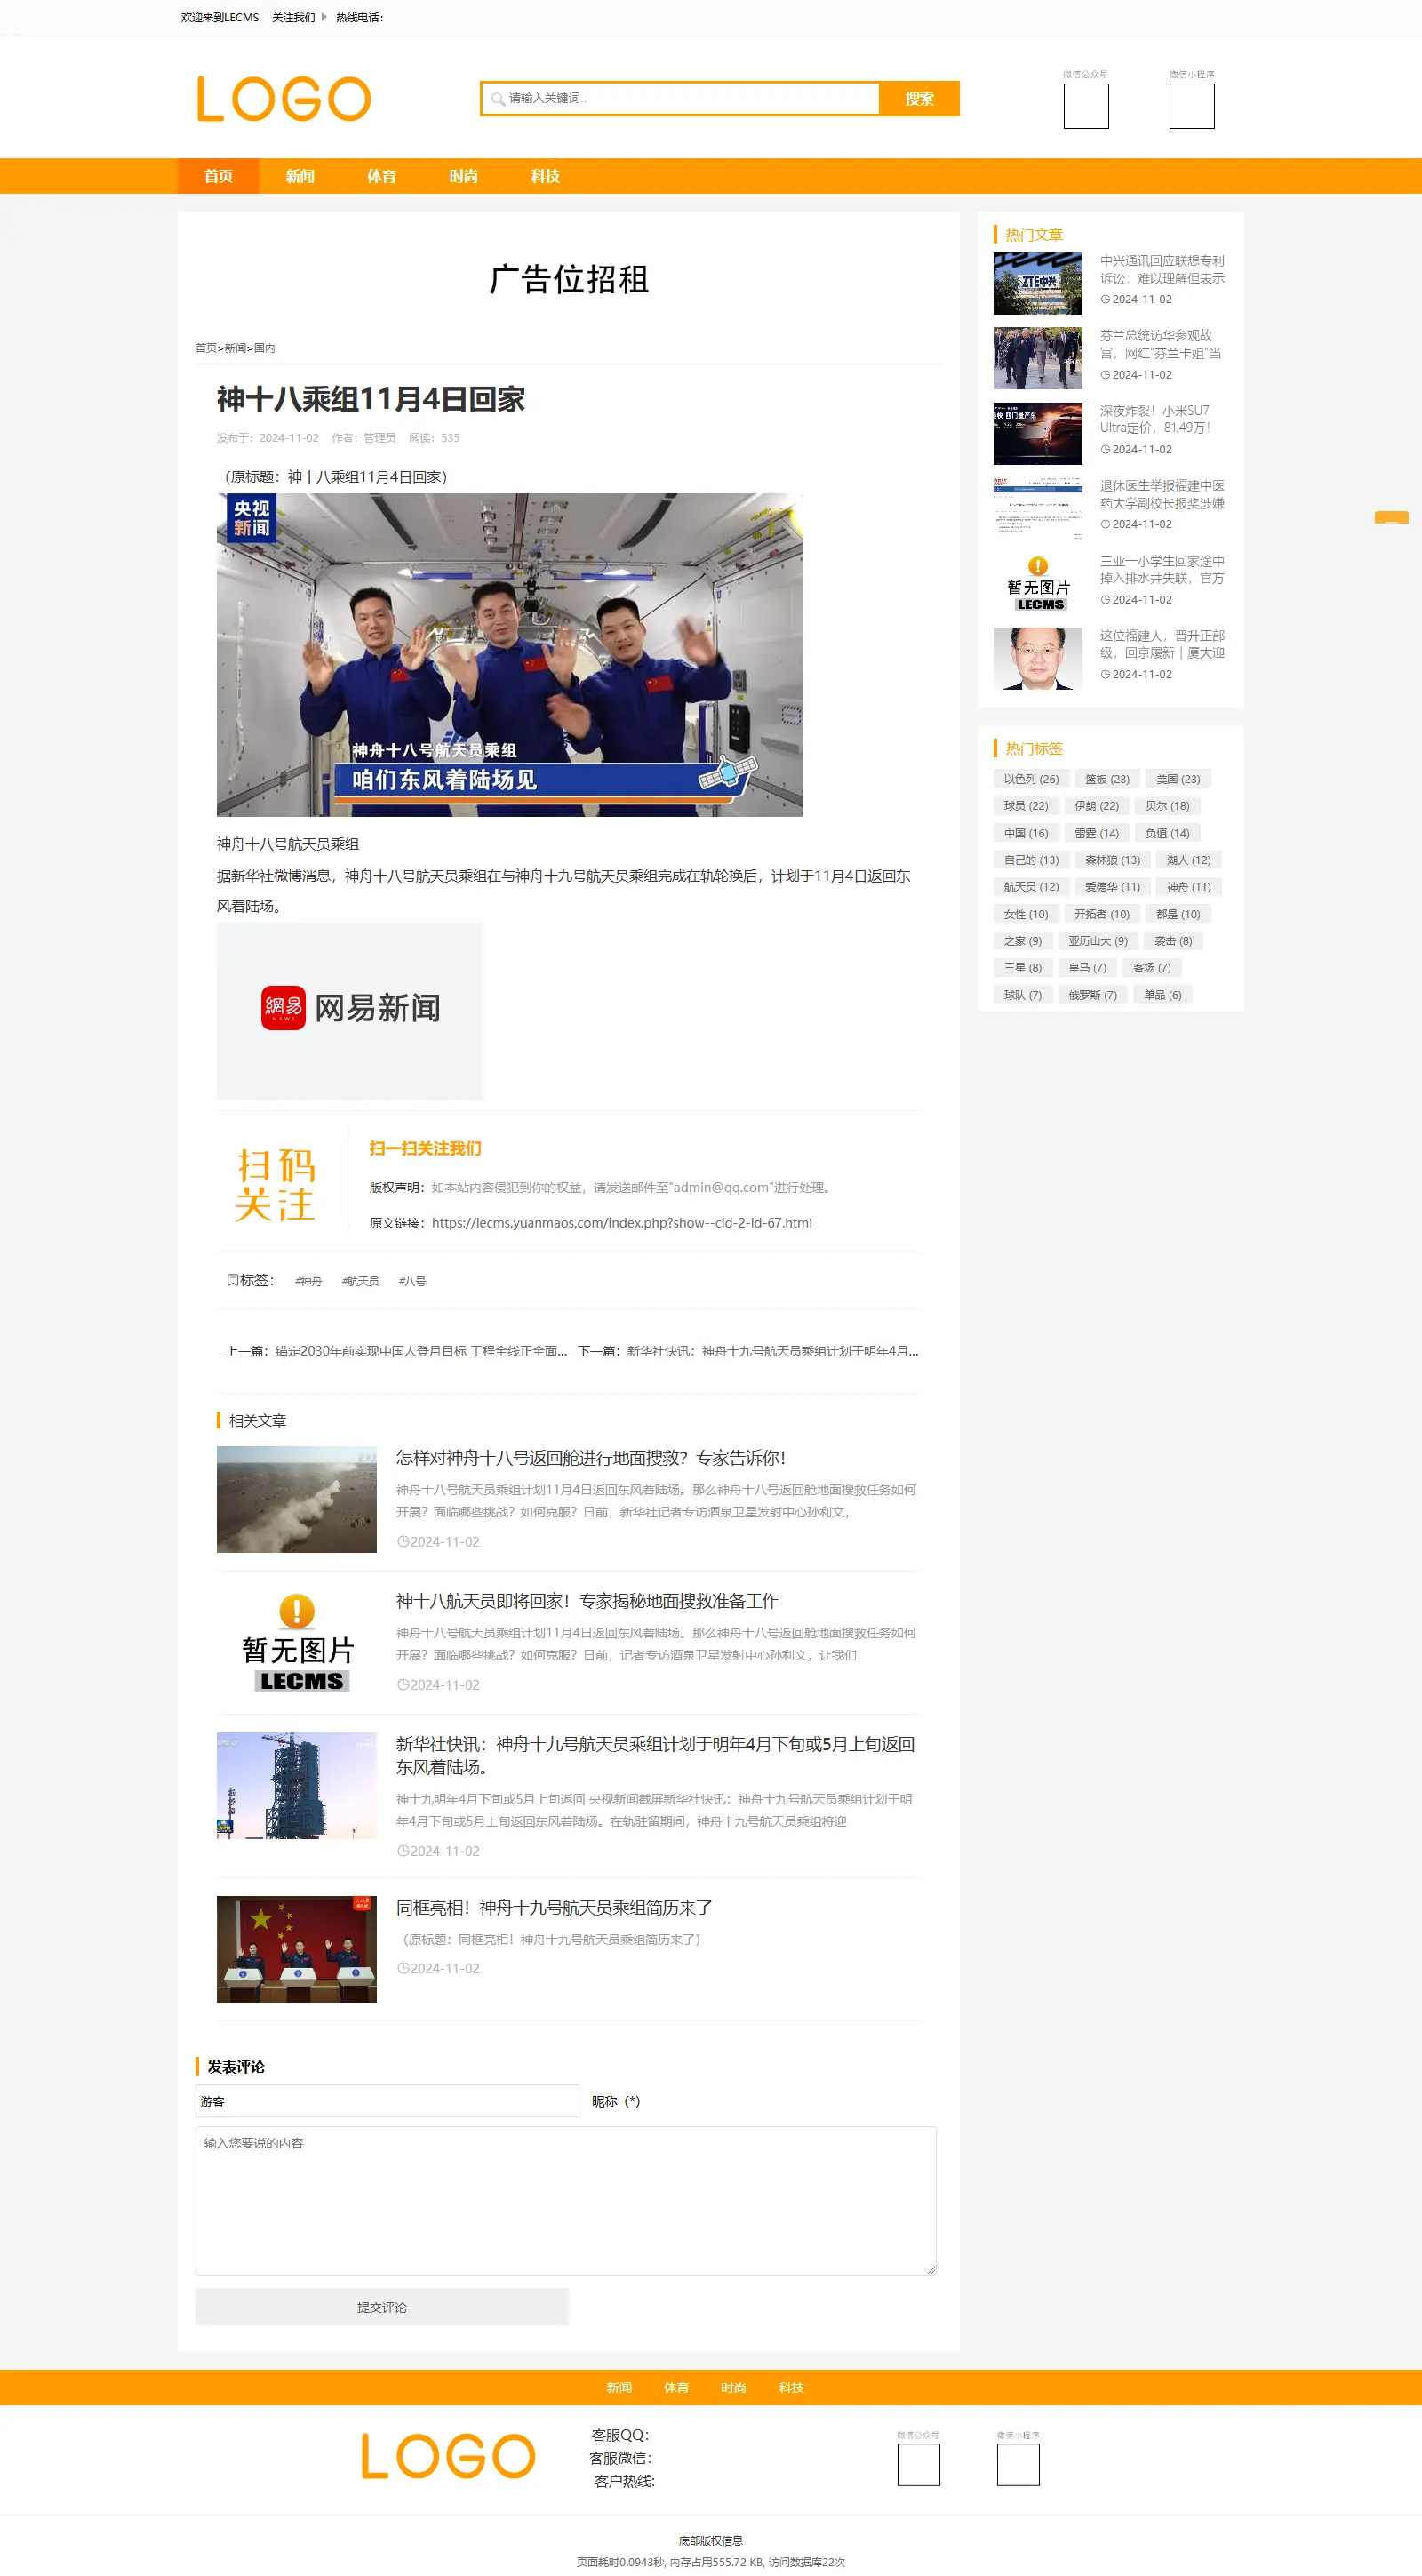 欢迎来到LECMS 关注我们 热线电话：
LOGO
请输入关键词..
搜索
微信公众号
微信小程序
首页 新闻 体育 时尚 科技
广告位招租
首页>新闻>国内
神十八乘组11月4日回家
发布于：2024-11-02 作者：管理员 阅读：535
（原标题：神十八乘组11月4日回家）
央视
新闻
神舟十八号航天员乘组
咱们东风着陆场见
神舟十八号航天员乘组
据新华社微博消息，神舟十八号航天员乘组在与神舟十九号航天员乘组完成在轨轮换后，计划于11月4日返回东
风着陆场。
網易
NEWS
网易新闻
扫码
关注
扫一扫关注我们
版权声明：如本站内容侵犯到你的权益，请发送邮件至"admin@qq.com"进行处理。
原文链接：https://lecms.yuanmaos.com/index.php?show--cid-2-id-67.html
标签： #神舟 #航天员 #八号
上一篇：锚定2030年前实现中国人登月目标 工程全线正全面...
下一篇：新华社快讯：神舟十九号航天员乘组计划于明年4月...
相关文章
怎样对神舟十八号返回舱进行地面搜救？专家告诉你！
神舟十八号航天员乘组计划11月4日返回东风着陆场。那么神舟十八号返回舱地面搜救任务如何
开展？面临哪些挑战？如何克服？日前，新华社记者专访酒泉卫星发射中心孙利文，
2024-11-02
暂无图片
LECMS
神十八航天员即将回家！专家揭秘地面搜救准备工作
神舟十八号航天员乘组计划11月4日返回东风着陆场。那么神舟十八号返回舱地面搜救任务如何
开展？面临哪些挑战？如何克服？日前，记者专访酒泉卫星发射中心孙利文，让我们
2024-11-02
新华社快讯：神舟十九号航天员乘组计划于明年4月下旬或5月上旬返回
东风着陆场。
神十九明年4月下旬或5月上旬返回 央视新闻截屏新华社快讯：神舟十九号航天员乘组计划于明
年4月下旬或5月上旬返回东风着陆场。在轨驻留期间，神舟十九号航天员乘组将迎
2024-11-02
同框亮相！神舟十九号航天员乘组简历来了
（原标题：同框亮相！神舟十九号航天员乘组简历来了）
2024-11-02
发表评论
游客
昵称（*）
输入您要说的内容
提交评论
热门文章
ZTE中兴
中兴通讯回应联想专利
诉讼：难以理解但表示
2024-11-02
芬兰总统访华参观故
宫，网红“芬兰卡姐”当
2024-11-02
深夜炸裂！小米SU7
Ultra定价，81.49万！
2024-11-02
退休医生举报福建中医
药大学副校长报奖涉嫌
2024-11-02
暂无图片
LECMS
三亚一小学生回家途中
掉入排水井失联，官方
2024-11-02
这位福建人，晋升正部
级，回京履新｜厦大迎
2024-11-02
热门标签
以色列 (26) 篮板 (23) 美国 (23)
球员 (22) 伊朗 (22) 贝尔 (18)
中国 (16) 雷霆 (14) 负值 (14)
自己的 (13) 森林狼 (13) 湖人 (12)
航天员 (12) 爱德华 (11) 神舟 (11)
女性 (10) 开拓者 (10) 都是 (10)
之家 (9) 亚历山大 (9) 袭击 (8)
三星 (8) 皇马 (7) 客场 (7)
球队 (7) 俄罗斯 (7) 单品 (6)
新闻 体育 时尚 科技
LOGO
客服QQ：
客服微信：
客户热线:
微信公众号
微信小程序
底部版权信息
页面耗时0.0943秒, 内存占用555.72 KB, 访问数据库22次